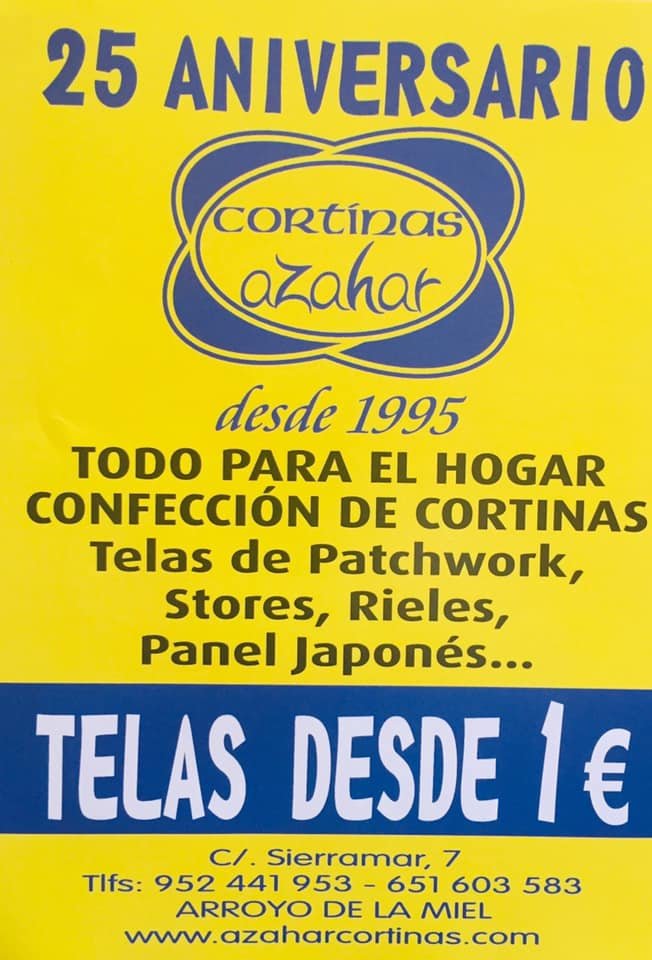 25 ANIVERSARIO
cortínas
azahar
desde 1995
TODO PARA EL HOGAR
CONFECCIÓN DE CORTINAS
Telas de Patchwork,
Stores, Rieles,
Panel Japonés...
TELAS DESDE 1 €
C/. Sierramar, 7
Tlfs: 952 441 953 - 651 603 583
ARROYO DE LA MIEL
www.azaharcortinas.com